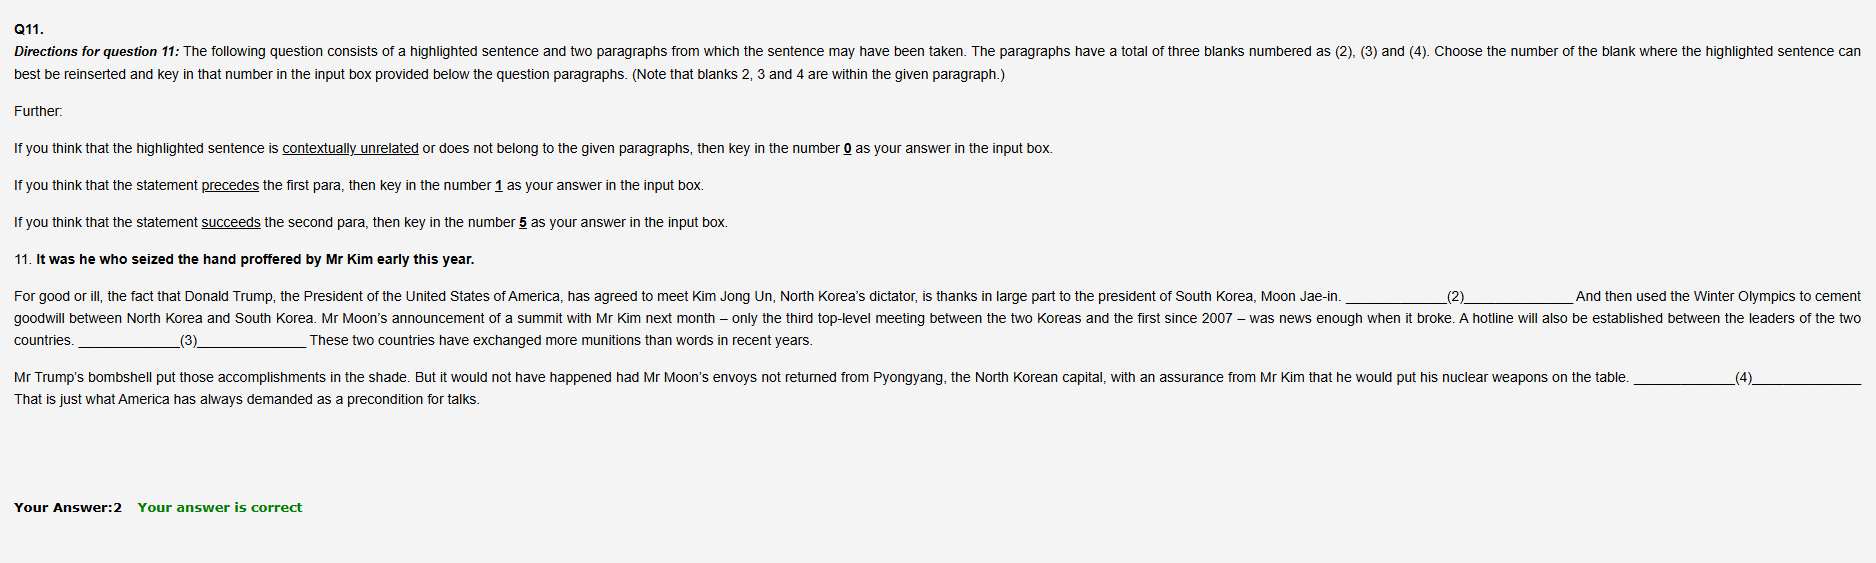 Q11.
Directions for question 11: The following question consists of a highlighted sentence and two paragraphs from which the sentence may have been taken. The paragraphs have a total of three blanks numbered as (2), (3) and (4). Choose the number of the blank where the highlighted sentence can
best be reinserted and key in that number in the input box provided below the question paragraphs. (Note that blanks 2, 3 and 4 are within the given paragraph.)
Further:
If you think that the highlighted sentence is contextually unrelated or does not belong to the given paragraphs, then key in the number 0 as your answer in the input box.
If you think that the statement precedes the first para, then key in the number 1 as your answer in the input box.
If you think that the statement succeeds the second para, then key in the number 5 as your answer in the input box.
11. It was he who seized the hand proffered by Mr Kim early this year.
For good or ill, the fact that Donald Trump, the President of the United States of America, has agreed to meet Kim Jong Un, North Korea's dictator, is thanks in large part to the president of South Korea, Moon Jae-in. _____________(2)______________ And then used the Winter Olympics to cement
goodwill between North Korea and South Korea. Mr Moon's announcement of a summit with Mr Kim next month – only the third top-level meeting between the two Koreas and the first since 2007 – was news enough when it broke. A hotline will also be established between the leaders of the two
countries. _____________(3)______________ These two countries have exchanged more munitions than words in recent years.
Mr Trump's bombshell put those accomplishments in the shade. But it would not have happened had Mr Moon's envoys not returned from Pyongyang, the North Korean capital, with an assurance from Mr Kim that he would put his nuclear weapons on the table. _____________(4)______________
That is just what America has always demanded as a precondition for talks.
Your Answer:2 Your answer is correct